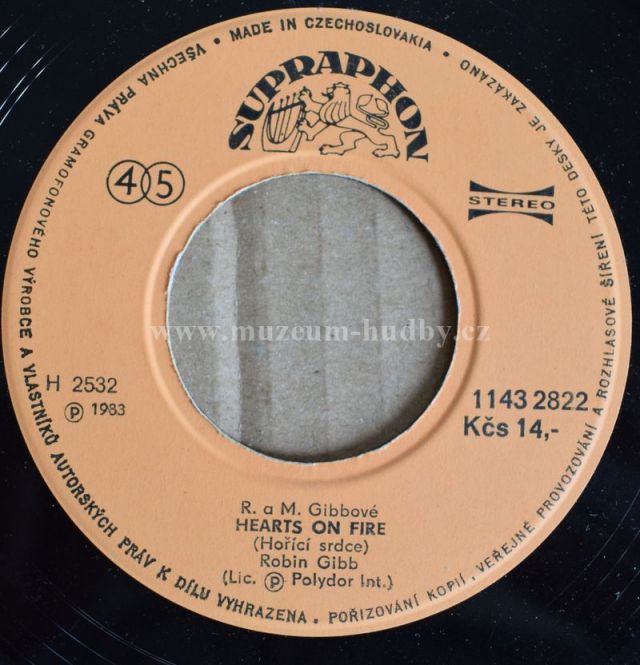 VŠECHNA PRÁVA GRAMOFONOVÉHO VÝROBCE A VLASTNÍKŮ AUTORSKÝCH PRÁV K DÍLU VYHRAZENA · POŘIZOVÁNÍ KOPIÍ, VEŘEJNÉ PROVOZOVÁNÍ A ROZHLASOVÉ ŠÍŘENÍ TÉTO DESKY JE ZAKÁZÁNO
· MADE IN CZECHOSLOVAKIA ·
SUPRAPHON
45
STEREO
www.muzeum-hudby.cz
H 2532
Ⓟ 1983
1143 2822
Kčs 14,-
R. a M. Gibbové
HEARTS ON FIRE
(Hořící srdce)
Robin Gibb
(Lic. Ⓟ Polydor Int.)